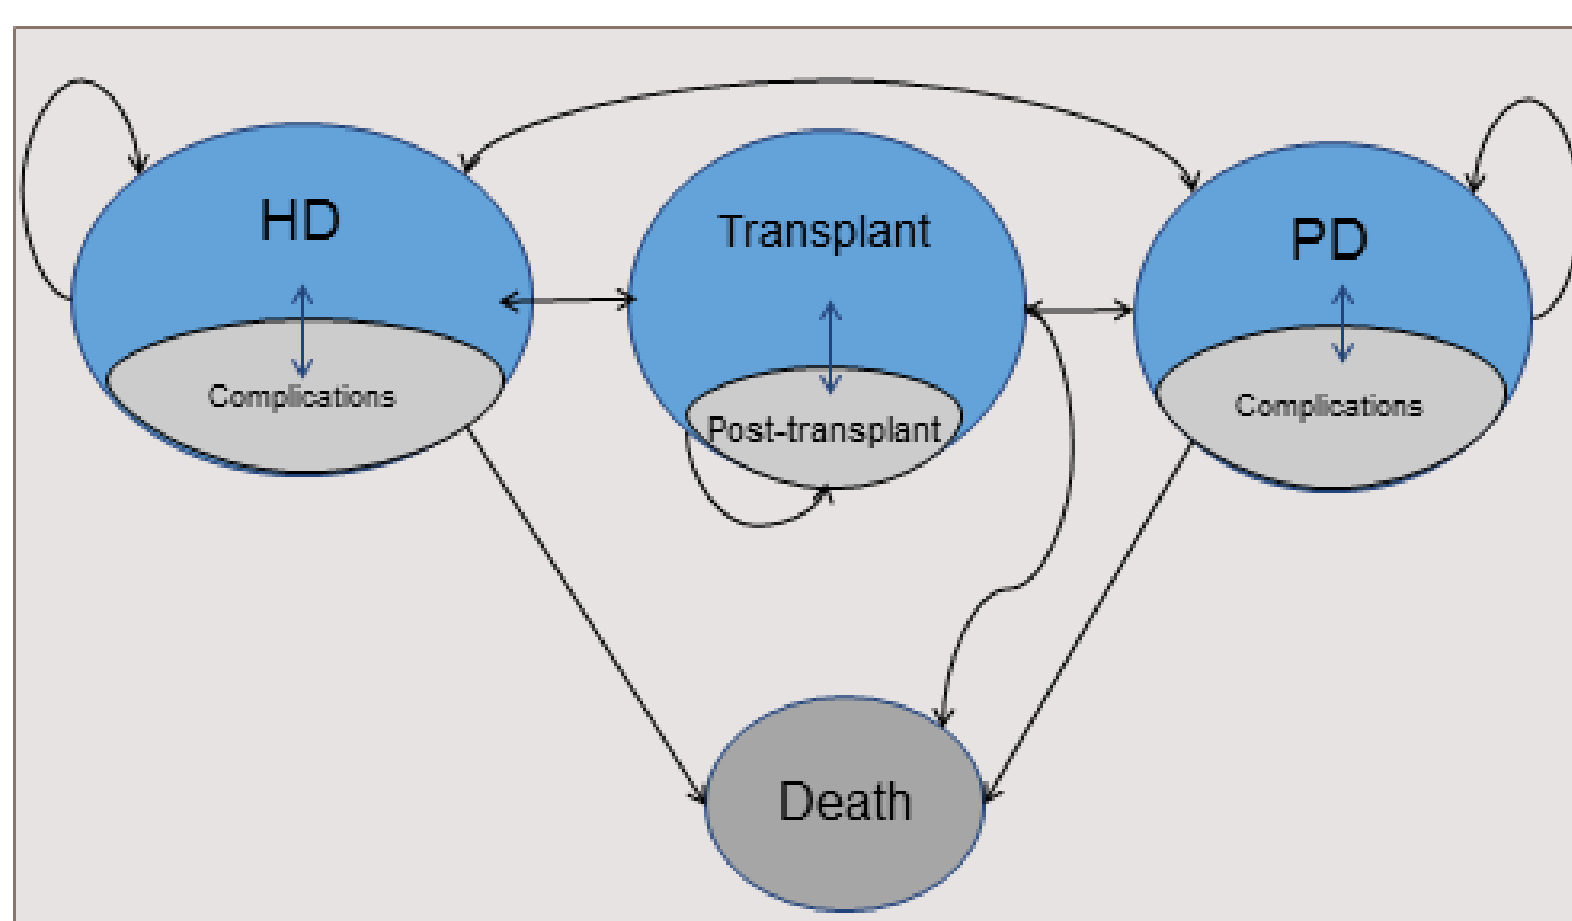 HD
Transplant
PD
Complications
Post-transplant
Complications
Death